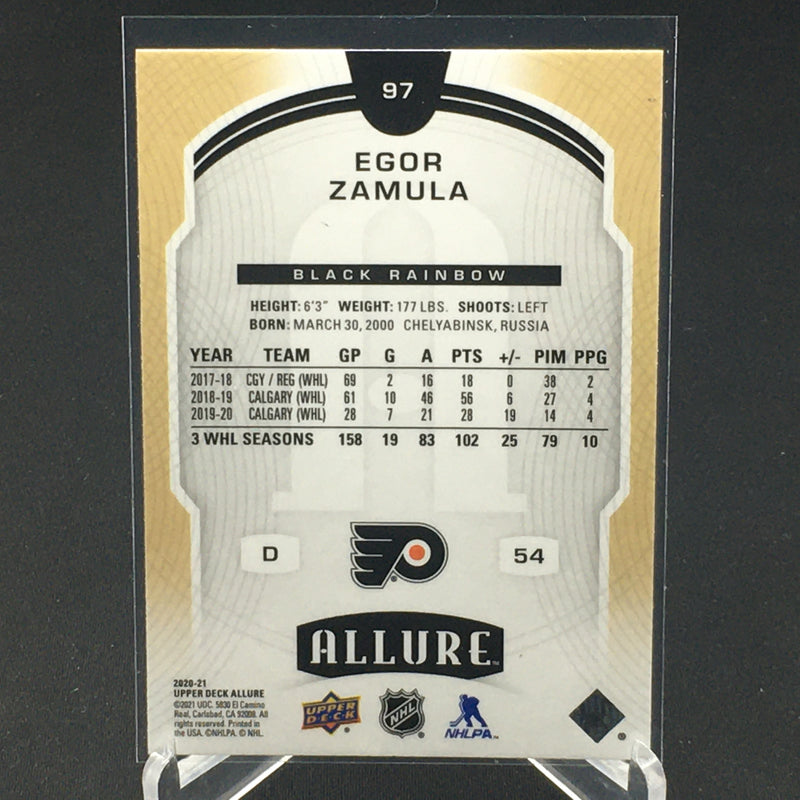 97
EGOR
ZAMULA
BLACK RAINBOW
HEIGHT: 6'3" WEIGHT: 177 LBS. SHOOTS: LEFT
BORN: MARCH 30, 2000 CHELYABINSK, RUSSIA
YEAR TEAM GP G A PTS +/- PIM PPG
2017-18 CGY / REG (WHL) 69 2 16 18 0 38 2
2018-19 CALGARY (WHL) 61 10 46 56 6 27 4
2019-20 CALGARY (WHL) 28 7 21 28 19 14 4
3 WHL SEASONS 158 19 83 102 25 79 10
D 54
ALLURE™
2020-21
UPPER DECK ALLURE
©2021 UDC. 5830 El Camino
Real, Carlsbad, CA 92008. All
rights reserved. Printed in
the USA. ©NHLPA. © NHL.
UPPER
DECK
NHL
NHLPA™